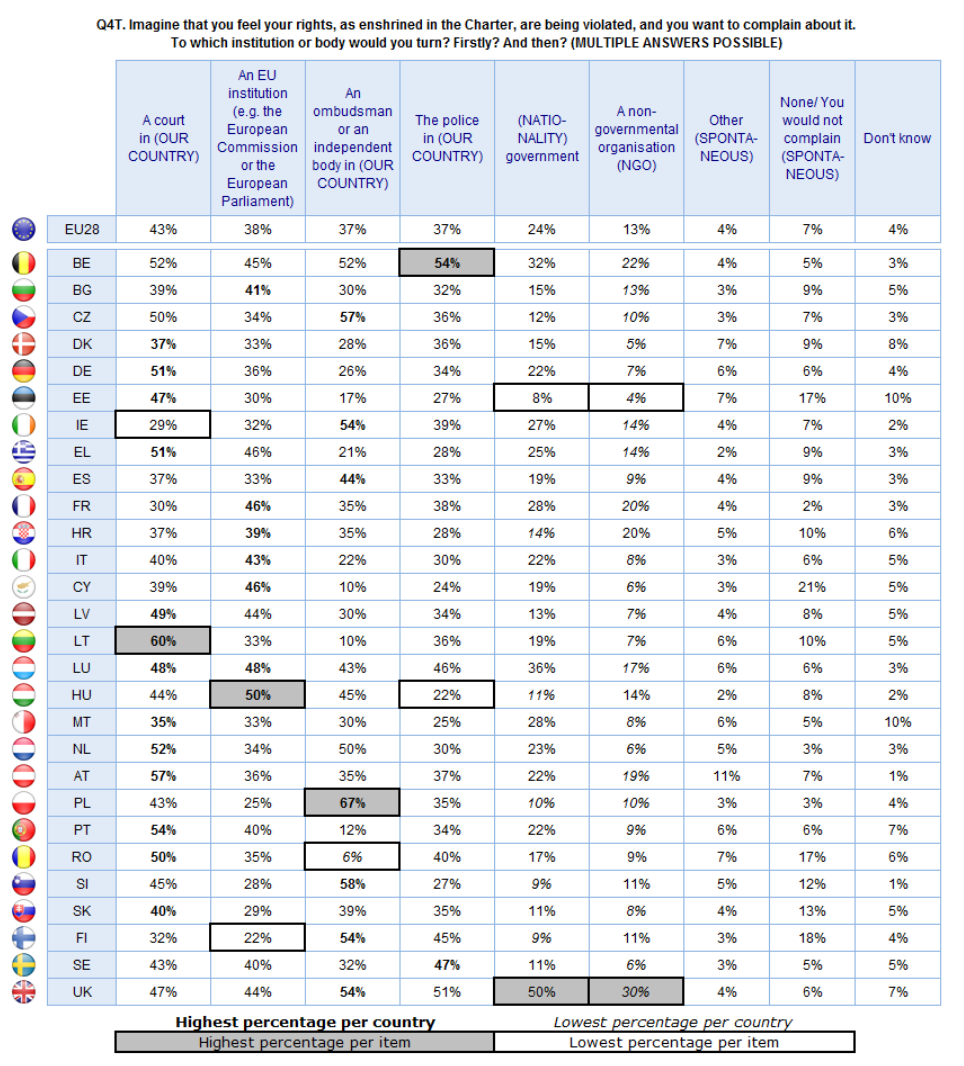 Q4T. Imagine that you feel your rights, as enshrined in the Charter, are being violated, and you want to complain about it.
To which institution or body would you turn? Firstly? And then? (MULTIPLE ANSWERS POSSIBLE)
A court
in (OUR
COUNTRY)
An EU
institution
(e.g. the
European
Commission
or the
European
Parliament)
An
ombudsman
or an
independent
body in (OUR
COUNTRY)
The police
in (OUR
COUNTRY)
(NATIO-
NALITY)
government
A non-
governmental
organisation
(NGO)
Other
(SPONTA-
NEOUS)
None/ You
would not
complain
(SPONTA-
NEOUS)
Don't know
EU28 43% 38% 37% 37% 24% 13% 4% 7% 4%
BE 52% 45% 52% 54% 32% 22% 4% 5% 3%
BG 39% 41% 30% 32% 15% 13% 3% 9% 5%
CZ 50% 34% 57% 36% 12% 10% 3% 7% 3%
DK 37% 33% 28% 36% 15% 5% 7% 9% 8%
DE 51% 36% 26% 34% 22% 7% 6% 6% 4%
EE 47% 30% 17% 27% 8% 4% 7% 17% 10%
IE 29% 32% 54% 39% 27% 14% 4% 7% 2%
EL 51% 46% 21% 28% 25% 14% 2% 9% 3%
ES 37% 33% 44% 33% 19% 9% 4% 9% 3%
FR 30% 46% 35% 38% 28% 20% 4% 2% 3%
HR 37% 39% 35% 28% 14% 20% 5% 10% 6%
IT 40% 43% 22% 30% 22% 8% 3% 6% 5%
CY 39% 46% 10% 24% 19% 6% 3% 21% 5%
LV 49% 44% 30% 34% 13% 7% 4% 8% 5%
LT 60% 33% 10% 36% 19% 7% 6% 10% 5%
LU 48% 48% 43% 46% 36% 17% 6% 6% 3%
HU 44% 50% 45% 22% 11% 14% 2% 8% 2%
MT 35% 33% 30% 25% 28% 8% 6% 5% 10%
NL 52% 34% 50% 30% 23% 6% 5% 3% 3%
AT 57% 36% 35% 37% 22% 19% 11% 7% 1%
PL 43% 25% 67% 35% 10% 10% 3% 3% 4%
PT 54% 40% 12% 34% 22% 9% 6% 6% 7%
RO 50% 35% 6% 40% 17% 9% 7% 17% 6%
SI 45% 28% 58% 27% 9% 11% 5% 12% 1%
SK 40% 29% 39% 35% 11% 8% 4% 13% 5%
FI 32% 22% 54% 45% 9% 11% 3% 18% 4%
SE 43% 40% 32% 47% 11% 6% 3% 5% 5%
UK 47% 44% 54% 51% 50% 30% 4% 6% 7%
Highest percentage per country Lowest percentage per country
Highest percentage per item Lowest percentage per item